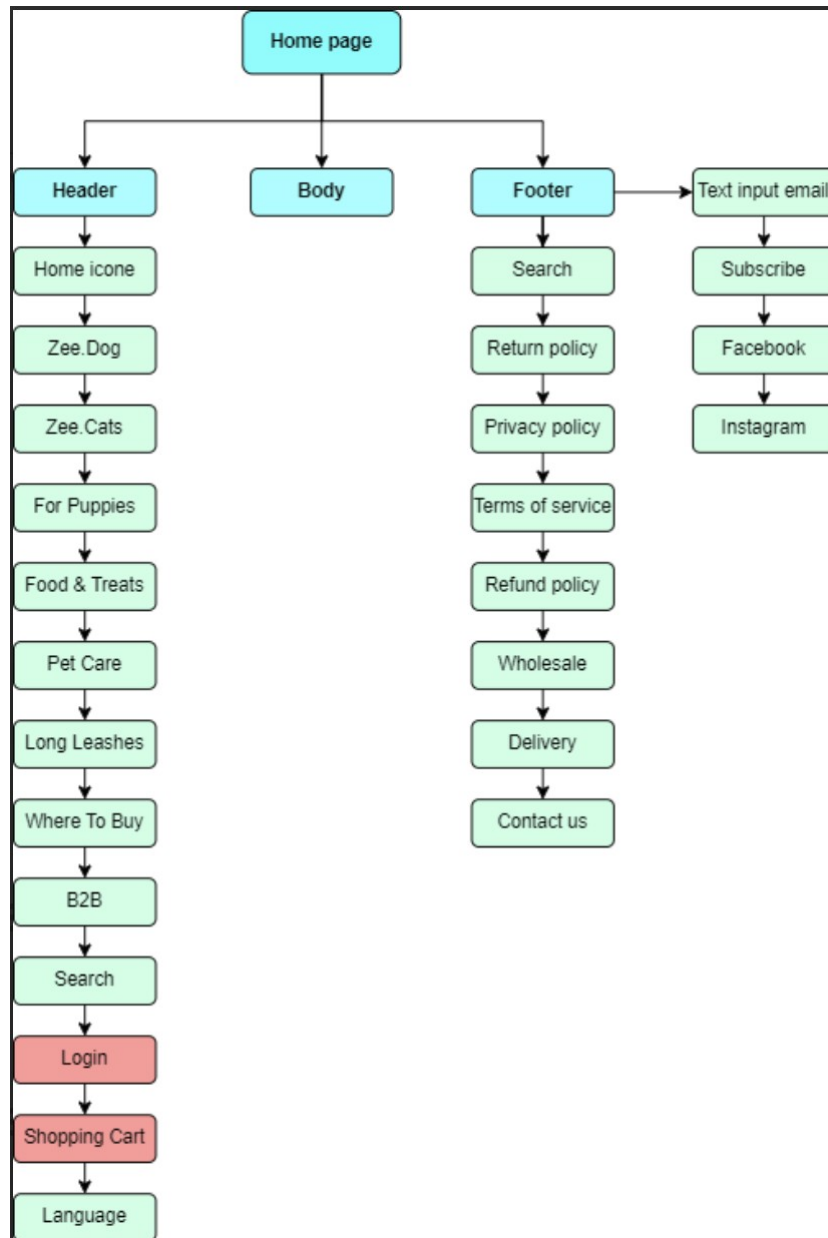 Home page
Header
Body
Footer
Text input email
Home icone
Search
Subscribe
Zee.Dog
Return policy
Facebook
Zee.Cats
Privacy policy
Instagram
For Puppies
Terms of service
Food & Treats
Refund policy
Pet Care
Wholesale
Long Leashes
Delivery
Where To Buy
Contact us
B2B
Search
Login
Shopping Cart
Language